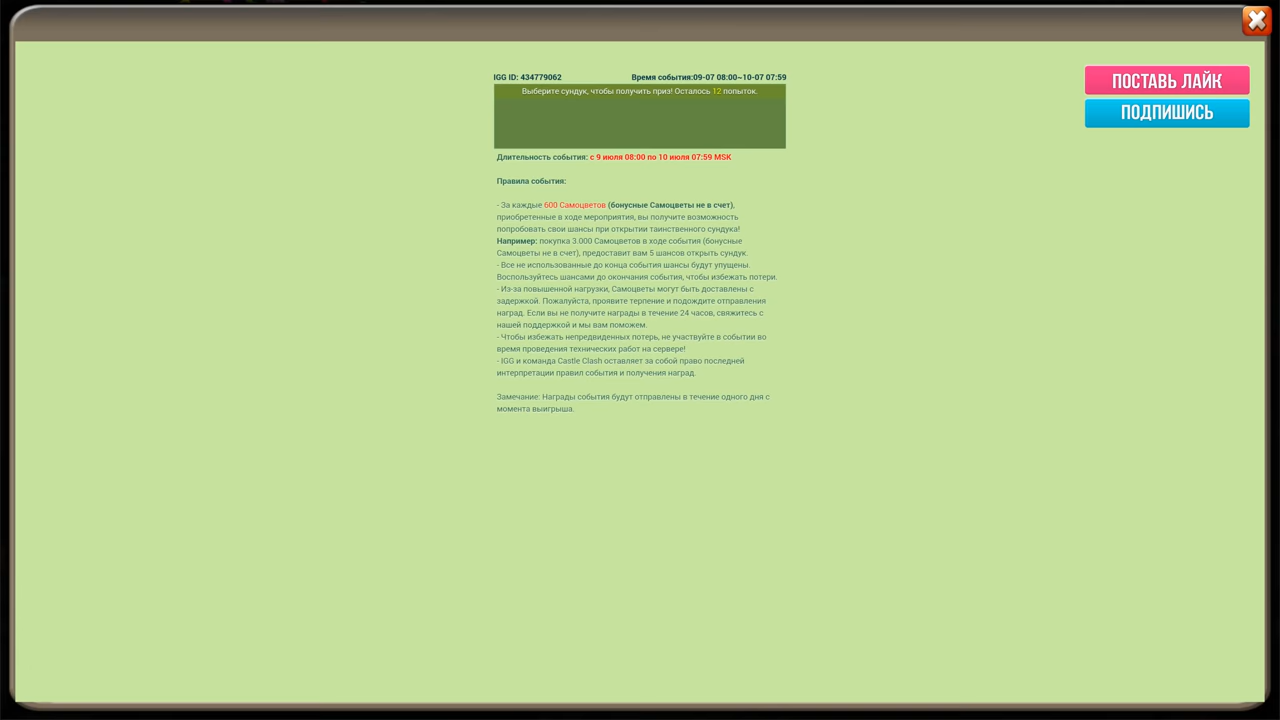 IGG ID: 434779062
Время события:09-07 08:00~10-07 07:59
ПОСТАВЬ ЛАЙК
ПОДПИШИСЬ
Выберите сундук, чтобы получить приз! Осталось 12 попыток.
Длительность события: с 9 июля 08:00 по 10 июля 07:59 MSK
Правила события:
- За каждые 600 Самоцветов (бонусные Самоцветы не в счет),
приобретенные в ходе мероприятия, вы получите возможность
попробовать свои шансы при открытии таинственного сундука!
Например: покупка 3.000 Самоцветов в ходе события (бонусные
Самоцветы не в счет), предоставит вам 5 шансов открыть сундук.
- Все не использованные до конца события шансы будут упущены.
Воспользуйтесь шансами до окончания события, чтобы избежать потери.
- Из-за повышенной нагрузки, Самоцветы могут быть доставлены с
задержкой. Пожалуйста, проявите терпение и подождите отправления
наград. Если вы не получите награды в течение 24 часов, свяжитесь с
нашей поддержкой и мы вам поможем.
- Чтобы избежать непредвиденных потерь, не участвуйте в событии во
время проведения технических работ на сервере!
- IGG и команда Castle Clash оставляет за собой право последней
интерпретации правил события и получения наград.
Замечание: Награды события будут отправлены в течение одного дня с
момента выигрыша.